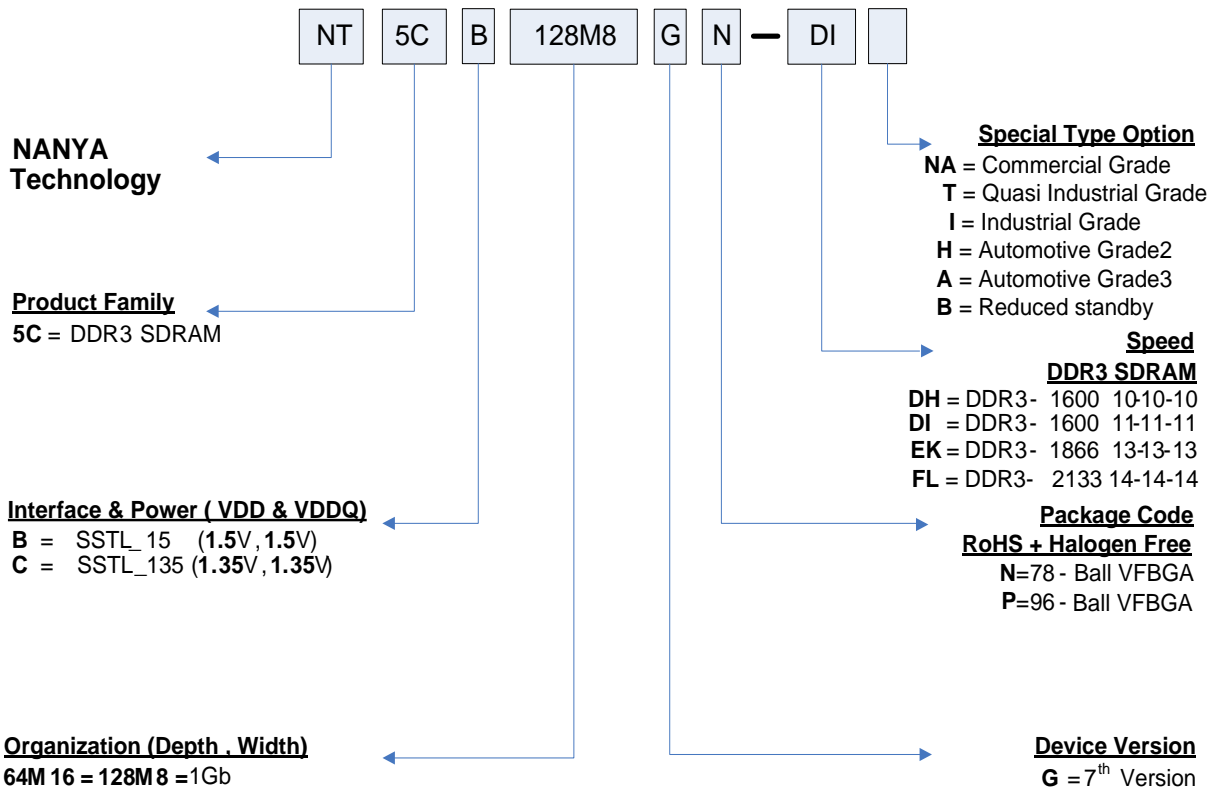 NT 5C B 128M8 G N – DI
NANYA
Technology
Product Family
5C = DDR3 SDRAM
Interface & Power ( VDD & VDDQ)
B = SSTL_15 (1.5V,1.5V)
C = SSTL_135 (1.35V,1.35V)
Organization (Depth , Width)
64M16 = 128M8 =1Gb
Special Type Option
NA = Commercial Grade
T = Quasi Industrial Grade
I = Industrial Grade
H = Automotive Grade2
A = Automotive Grade3
B = Reduced standby
Speed
DDR3 SDRAM
DH = DDR3- 1600 10-10-10
DI = DDR3- 1600 11-11-11
EK = DDR3- 1866 13-13-13
FL = DDR3- 2133 14-14-14
Package Code
RoHS + Halogen Free
N=78 - Ball VFBGA
P=96 - Ball VFBGA
Device Version
G = 7th Version